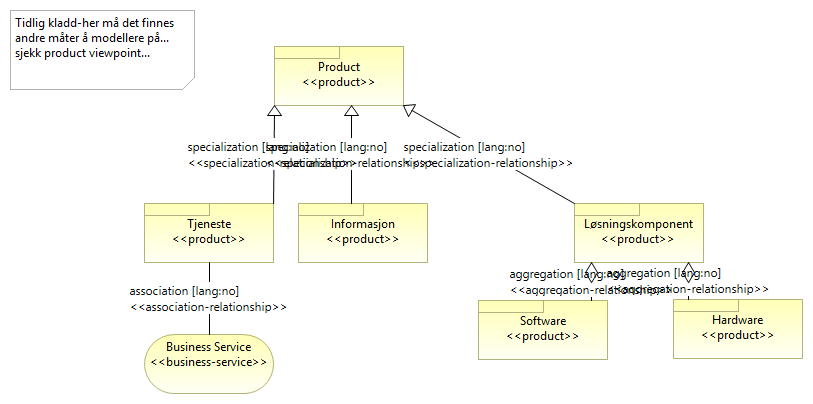 Tidlig kladd-her må det finnes
andre måter å modellere på...
sjekk product viewpoint...
Product
<<product>>
specialization [lang:no]
<<specialization-relationship>>
specialization [lang:no]
<<specialization-relationship>>
specialization [lang:no]
<<specialization-relationship>>
Tjeneste
<<product>>
Informasjon
<<product>>
Løsningskomponent
<<product>>
association [lang:no]
<<association-relationship>>
aggregation [lang:no]
<<aggregation-relationship>>
aggregation [lang:no]
<<aggregation-relationship>>
Software
<<product>>
Hardware
<<product>>
Business Service
<<business-service>>